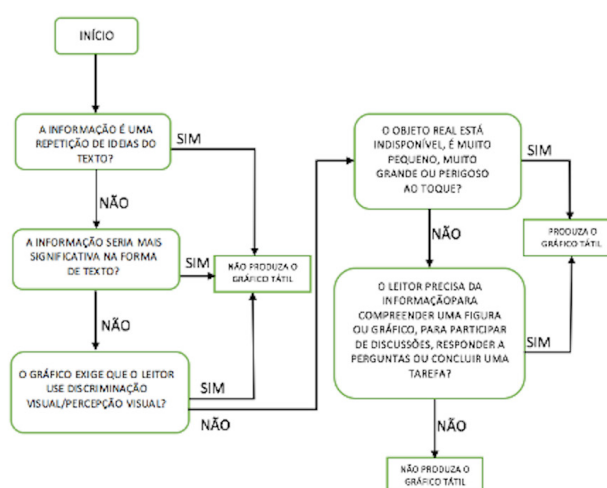 INÍCIO
A INFORMAÇÃO É UMA
REPETIÇÃO DE IDEIAS DO
TEXTO?
SIM
NÃO
A INFORMAÇÃO SERIA MAIS
SIGNIFICATIVA NA FORMA
DE TEXTO?
SIM
NÃO PRODUZA O
GRÁFICO TÁTIL
NÃO
O GRÁFICO EXIGE QUE O LEITOR
USE DISCRIMINAÇÃO
VISUAL/PERCEPÇÃO VISUAL?
SIM
NÃO
O OBJETO REAL ESTÁ
INDISPONÍVEL, É MUITO
PEQUENO, MUITO
GRANDE OU PERIGOSO
AO TOQUE?
SIM
PRODUZA O
GRÁFICO TÁTIL
NÃO
O LEITOR PRECISA DA
INFORMAÇÃOPARA
COMPREENDER UMA FIGURA
OU GRÁFICO, PARA PARTICIPAR
DE DISCUSSÕES, RESPONDER A
PERGUNTAS OU CONCLUIR UMA
TAREFA?
SIM
NÃO
NÃO PRODUZA O
GRÁFICO TÁTIL